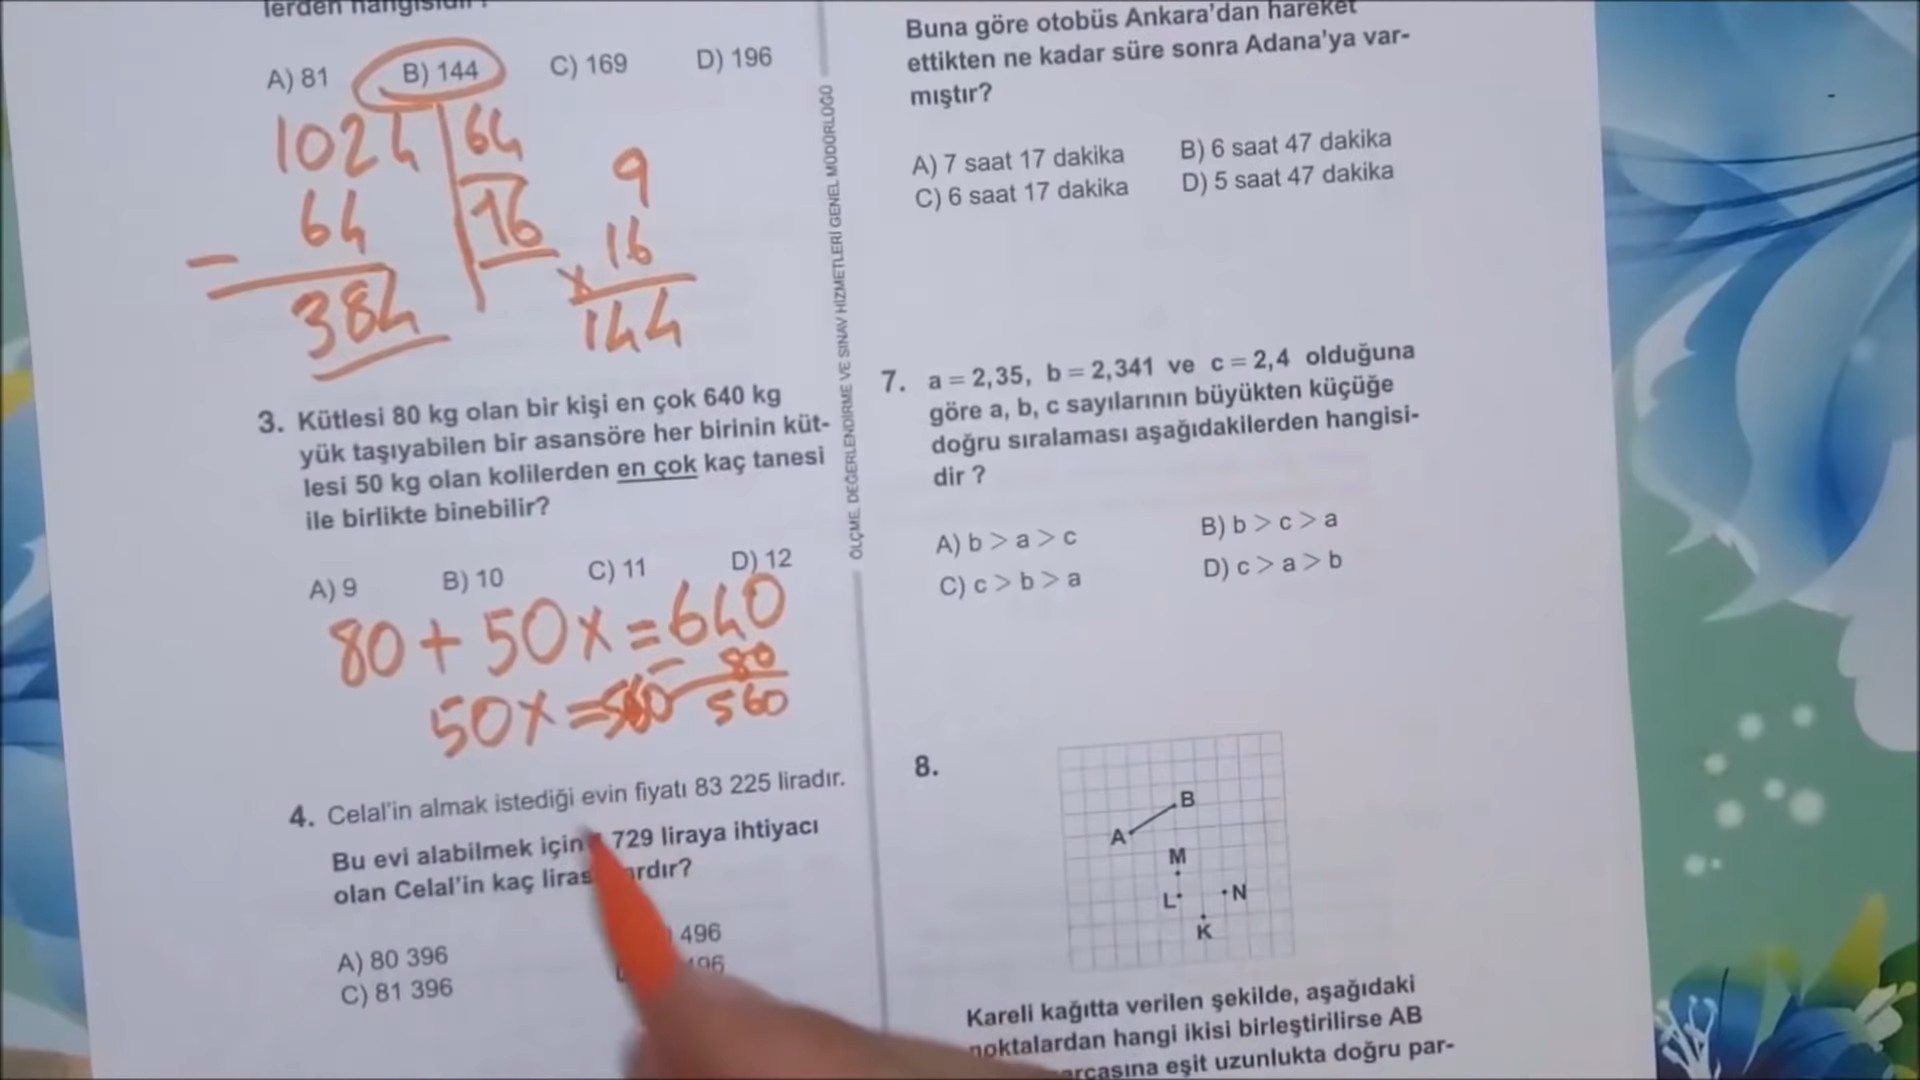 lerden hangisidir?
A) 81 B) 144 C) 169 D) 196
1024 64
64 16
384
9
16
x
144
3. Kütlesi 80 kg olan bir kişi en çok 640 kg
yük taşıyabilen bir asansöre her birinin küt-
lesi 50 kg olan kolilerden en çok kaç tanesi
ile birlikte binebilir?
A) 9 B) 10 C) 11 D) 12
80 + 50x = 640
- 80
50x = 560 560
4. Celal'in almak istediği evin fiyatı 83 225 liradır.
Bu evi alabilmek için 729 liraya ihtiyacı
olan Celal'in kaç
A) 80 396 496
C) 81 396
ÖLÇME, DEĞERLENDİRME VE SINAV HİZMETLERİ GENEL MÜDÜRLÜĞÜ
Buna göre otobüs Ankara'dan hareket
ettikten ne kadar süre sonra Adana'ya var-
mıştır?
A) 7 saat 17 dakika B) 6 saat 47 dakika
C) 6 saat 17 dakika D) 5 saat 47 dakika
7. a = 2,35, b = 2,341 ve c = 2,4 olduğuna
göre a, b, c sayılarının büyükten küçüğe
doğru sıralaması aşağıdakilerden hangisi-
dir ?
A) b > a > c B) b > c > a
C) c > b > a D) c > a > b
8.
B
A
M
L N
K
Kareli kağıtta verilen şekilde, aşağıdaki
noktalardan hangi ikisi birleştirilirse AB
eşit uzunlukta doğru par-